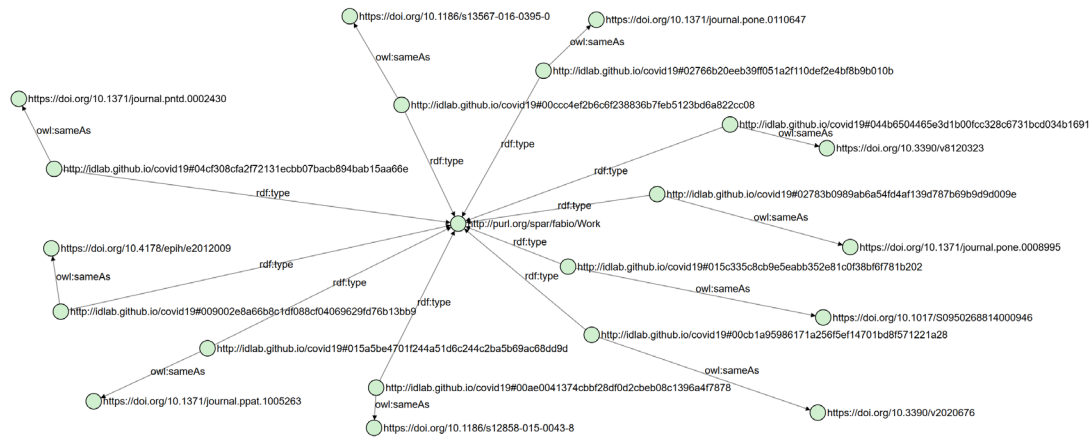 https://doi.org/10.1186/s13567-016-0395-0
https://doi.org/10.1371/journal.pone.0110647
owl:sameAs
owl:sameAs
http://idlab.github.io/covid19#02766b20eeb39ff051a2f110def2e4bf8b9b010b
https://doi.org/10.1371/journal.pntd.0002430
http://idlab.github.io/covid19#00ccc4ef2b6c6f238836b7feb5123bd6a822cc08
http://idlab.github.io/covid19#044b6504465e3d1b00fcc328c6731bcd034b1691
owl:sameAs
owl:sameAs
https://doi.org/10.3390/v8120323
rdf:type
rdf:type
http://idlab.github.io/covid19#04cf308cfa2f72131ecbb07bacb894bab15aa66e
rdf:type
http://idlab.github.io/covid19#02783b0989ab6a54fd4af139d787b69b9d9d009e
rdf:type
rdf:type
http://purl.org/spar/fabio/Work
owl:sameAs
rdf:type
https://doi.org/10.4178/epih/e2012009
https://doi.org/10.1371/journal.pone.0008995
rdf:type
http://idlab.github.io/covid19#015c335c8cb9e5eabb352e81c0f38bf6f781b202
owl:sameAs
rdf:type
rdf:type
rdf:type
owl:sameAs
http://idlab.github.io/covid19#009002e8a66b8c1df088cf04069629fd76b13bb9
https://doi.org/10.1017/S0950268814000946
http://idlab.github.io/covid19#00cb1a95986171a256f5ef14701bd8f571221a28
http://idlab.github.io/covid19#015a5be4701f244a51d6c244c2ba5b69ac68dd9d
owl:sameAs
owl:sameAs
http://idlab.github.io/covid19#00ae0041374cbbf28df0d2cbeb08c1396a4f7878
https://doi.org/10.1371/journal.ppat.1005263
owl:sameAs
https://doi.org/10.3390/v2020676
https://doi.org/10.1186/s12858-015-0043-8